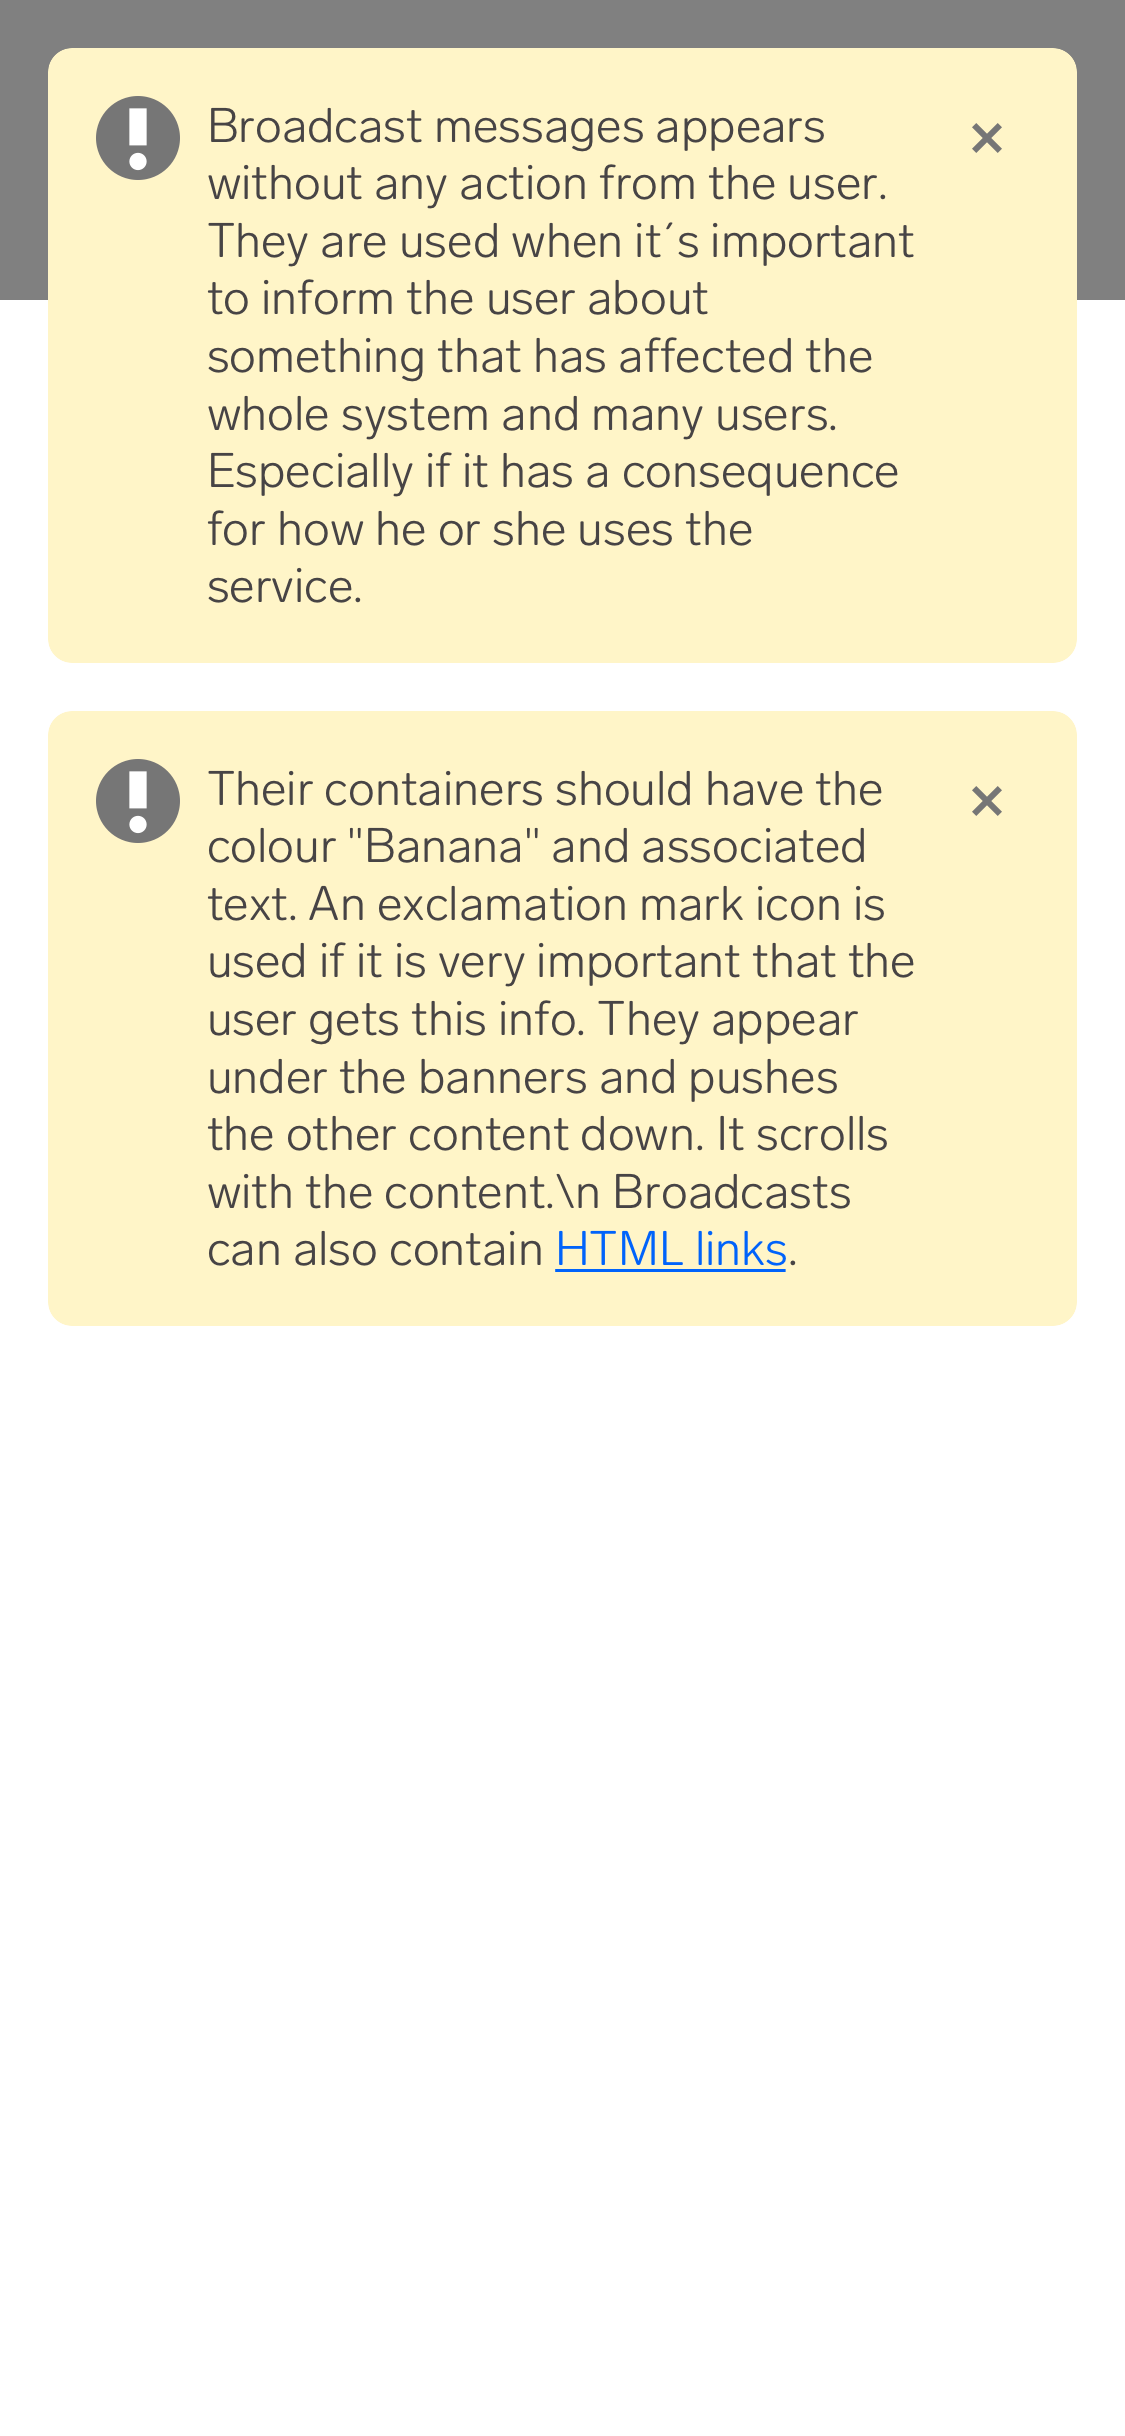 Broadcast messages appears
without any action from the user.
They are used when it´s important
to inform the user about
something that has affected the
whole system and many users.
Especially if it has a consequence
for how he or she uses the
service.
Their containers should have the
colour "Banana" and associated
text. An exclamation mark icon is
used if it is very important that the
user gets this info. They appear
under the banners and pushes
the other content down. It scrolls
with the content.\n Broadcasts
can also contain HTML links.